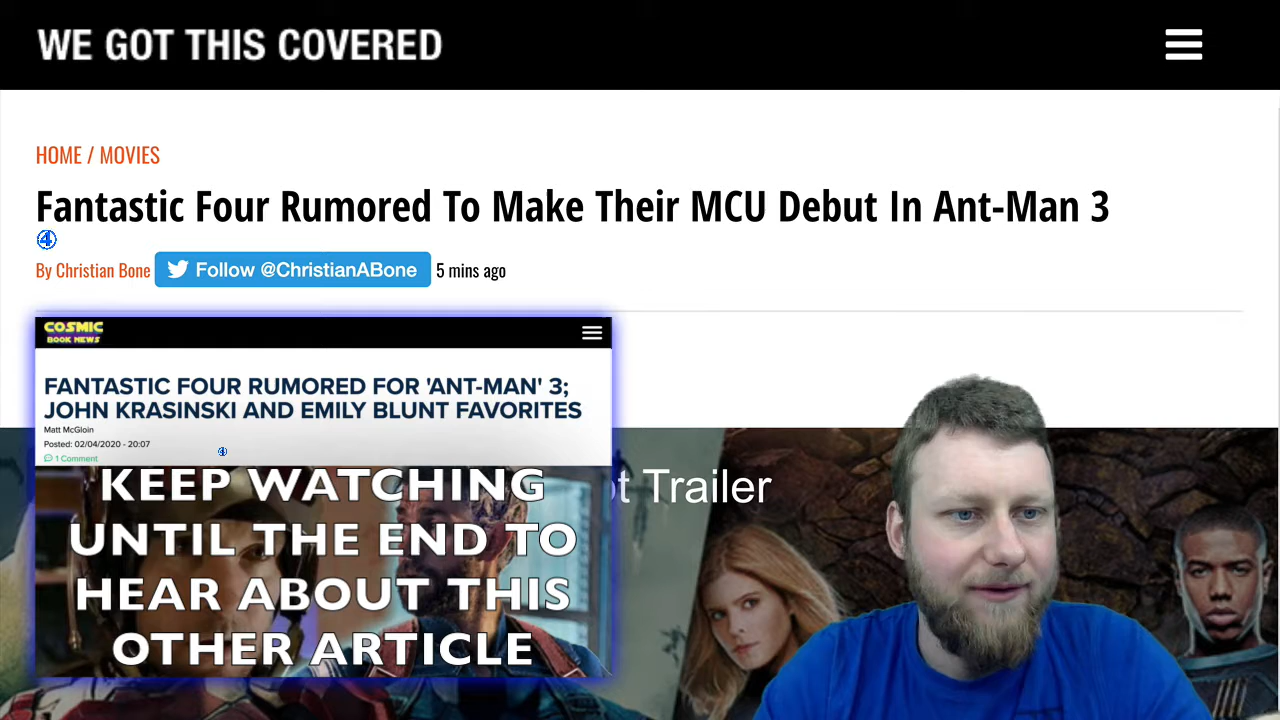 WE GOT THIS COVERED
HOME / MOVIES
Fantastic Four Rumored To Make Their MCU Debut In Ant-Man 3
4
By Christian Bone Follow @ChristianABone 5 mins ago
COSMIC
BOOK NEWS
FANTASTIC FOUR RUMORED FOR 'ANT-MAN' 3;
JOHN KRASINSKI AND EMILY BLUNT FAVORITES
Matt McGloin
Posted: 02/04/2020 - 20:07
1 Comment
4
KEEP WATCHING
UNTIL THE END TO
HEAR ABOUT THIS
OTHER ARTICLE
Trailer